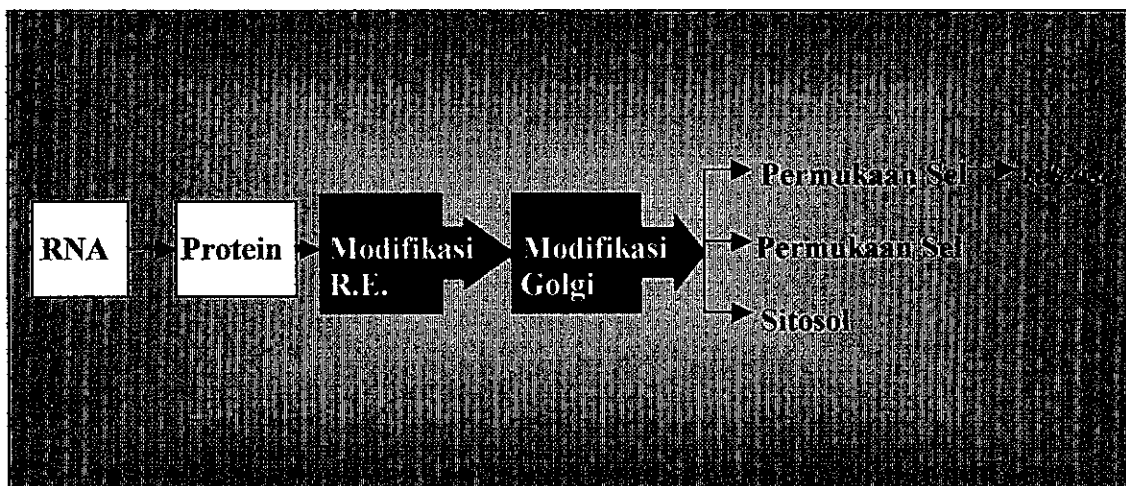 RNA
Protein
Modifikasi
R.E.
Modifikasi
Golgi
Permukaan Sel
Permukaan Sel
Sitosol